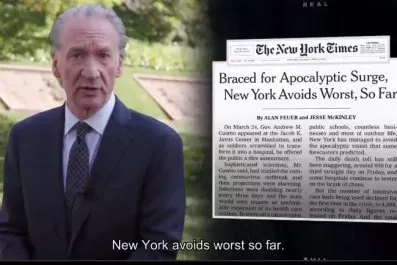 REAL
The New York Times
Braced for Apocalyptic Surge,
New York Avoids Worst, So Far
By ALAN FEUER and JESSE McKINLEY
On March 24, Gov. Andrew M.
Cuomo appeared at the Jacob K.
Javits Center in Manhattan, and
as soldiers scrambled to trans-
form it into a hospital, he offered
the public a dire assessment.
Sophisticated scientists, Mr.
Cuomo said, had studied the com-
ing coronavirus outbreak and
their projections were alarming.
Infections were doubling nearly
every three days and the state
would soon require an unthink-
able expansion of its health care
public schools, countless busi-
nesses and most of outdoor life,
New York has managed to avoid
the apocalyptic vision that some
forecasters predicted.
The daily death toll has still
been staggering,
third straight day on Friday, and
some hospitals continue to teeter
on the brink of chaos.
But the number of intensive
care beds being used declined for
the first time in the crisis,
according to daily figures re-
leased on Friday. And the
New York avoids worst so far.
REAL